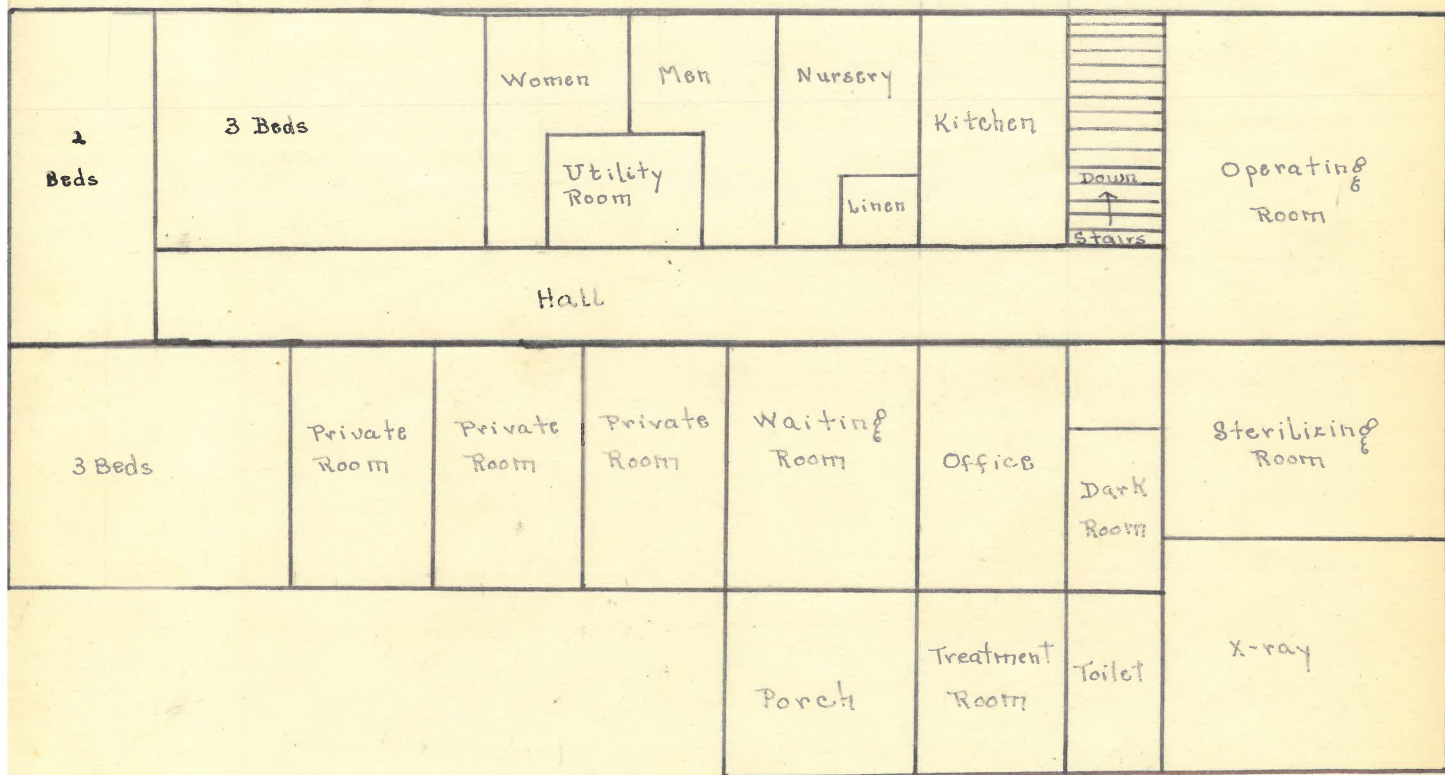 2
Beds
3 Beds
Women
Men
Utility
Room
Nursery
Linen
Kitchen
Down
Stairs
Operating
Room
Hall
3 Beds
Private
Room
Private
Room
Private
Room
Waiting
Room
Office
Dark
Room
Sterilizing
Room
Porch
Treatment
Room
Toilet
X-ray